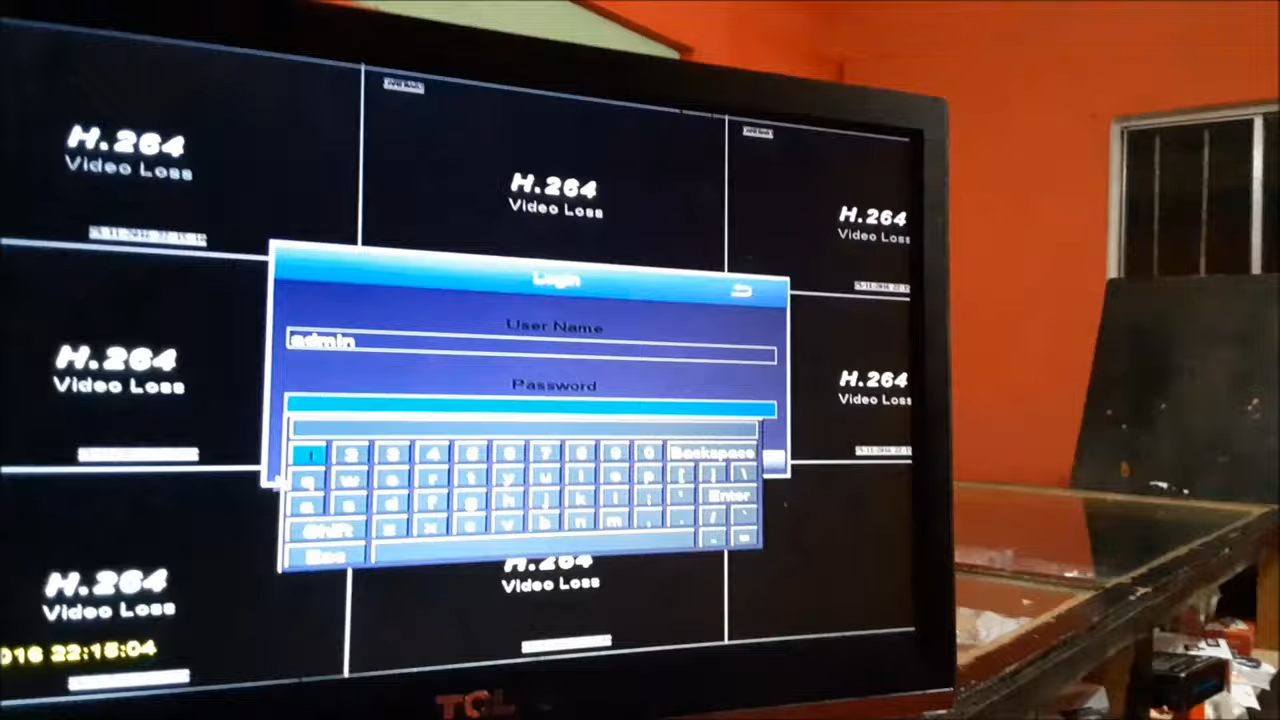 H.264
Video Loss
H.264
Video Loss
H.264
Video Loss
Login
User Name
admin
Password
1 2 3 4 5 6 7 8 9 0 Backspace
q w e r t y u i o p [ ] \
a s d f g h j k l ; ' Enter
Shift z x c v b n m , . / `
Esc - =
H.264
Video Loss
H.264
Video Loss
H.264
Video Loss
H.264
Video Loss
016 22:15:04
TCL